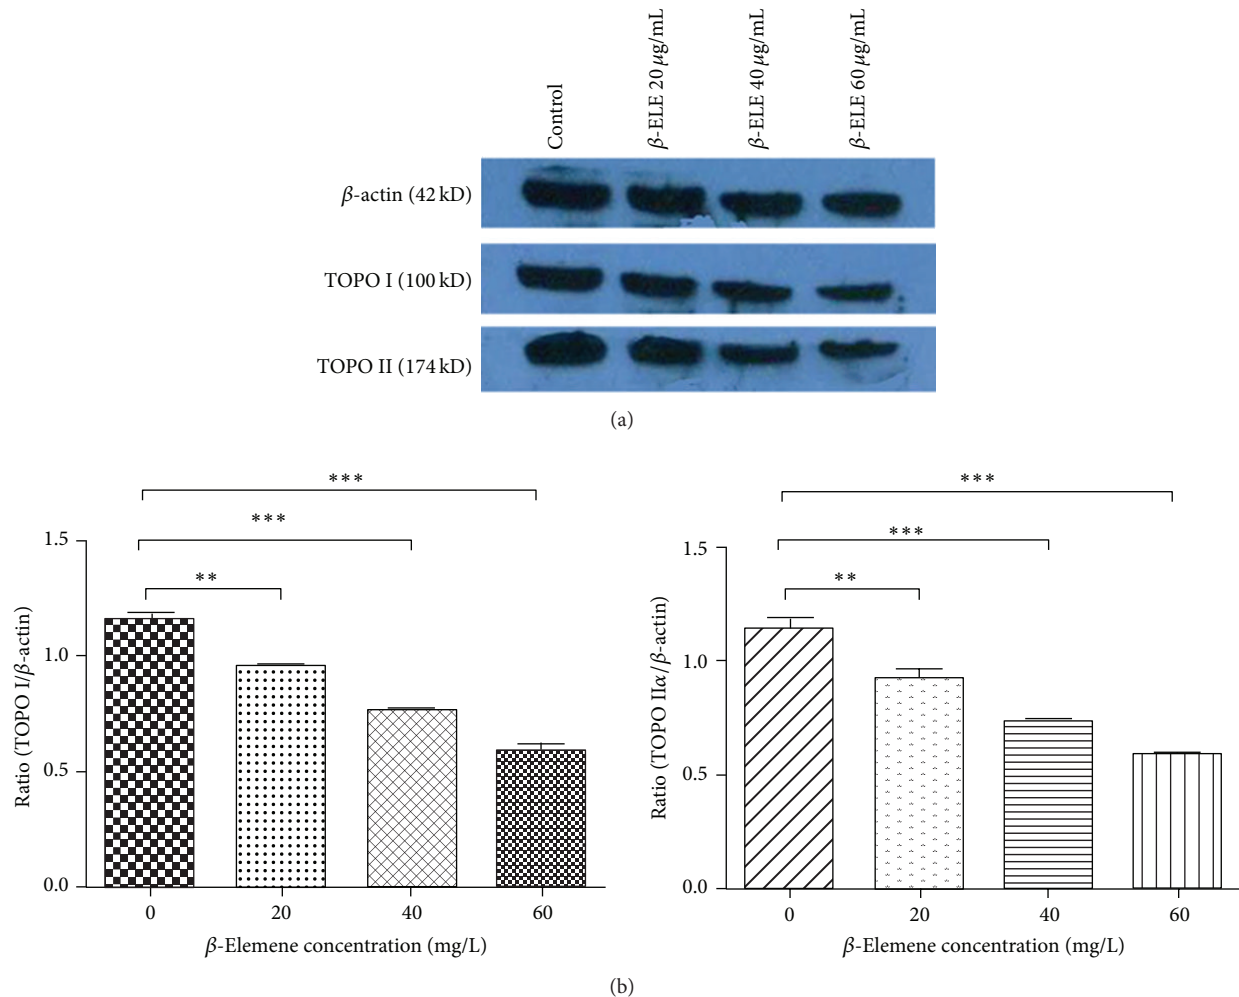 Control
β-ELE 20 μg/mL
β-ELE 40 μg/mL
β-ELE 60 μg/mL
β-actin (42 kD)
TOPO I (100 kD)
TOPO II (174 kD)
(a)
***
***
**
1.5
1.0
0.5
0.0
Ratio (TOPO I/β-actin)
0 20 40 60
β-Elemene concentration (mg/L)
***
***
**
1.5
1.0
0.5
0.0
Ratio (TOPO IIα/β-actin)
0 20 40 60
β-Elemene concentration (mg/L)
(b)